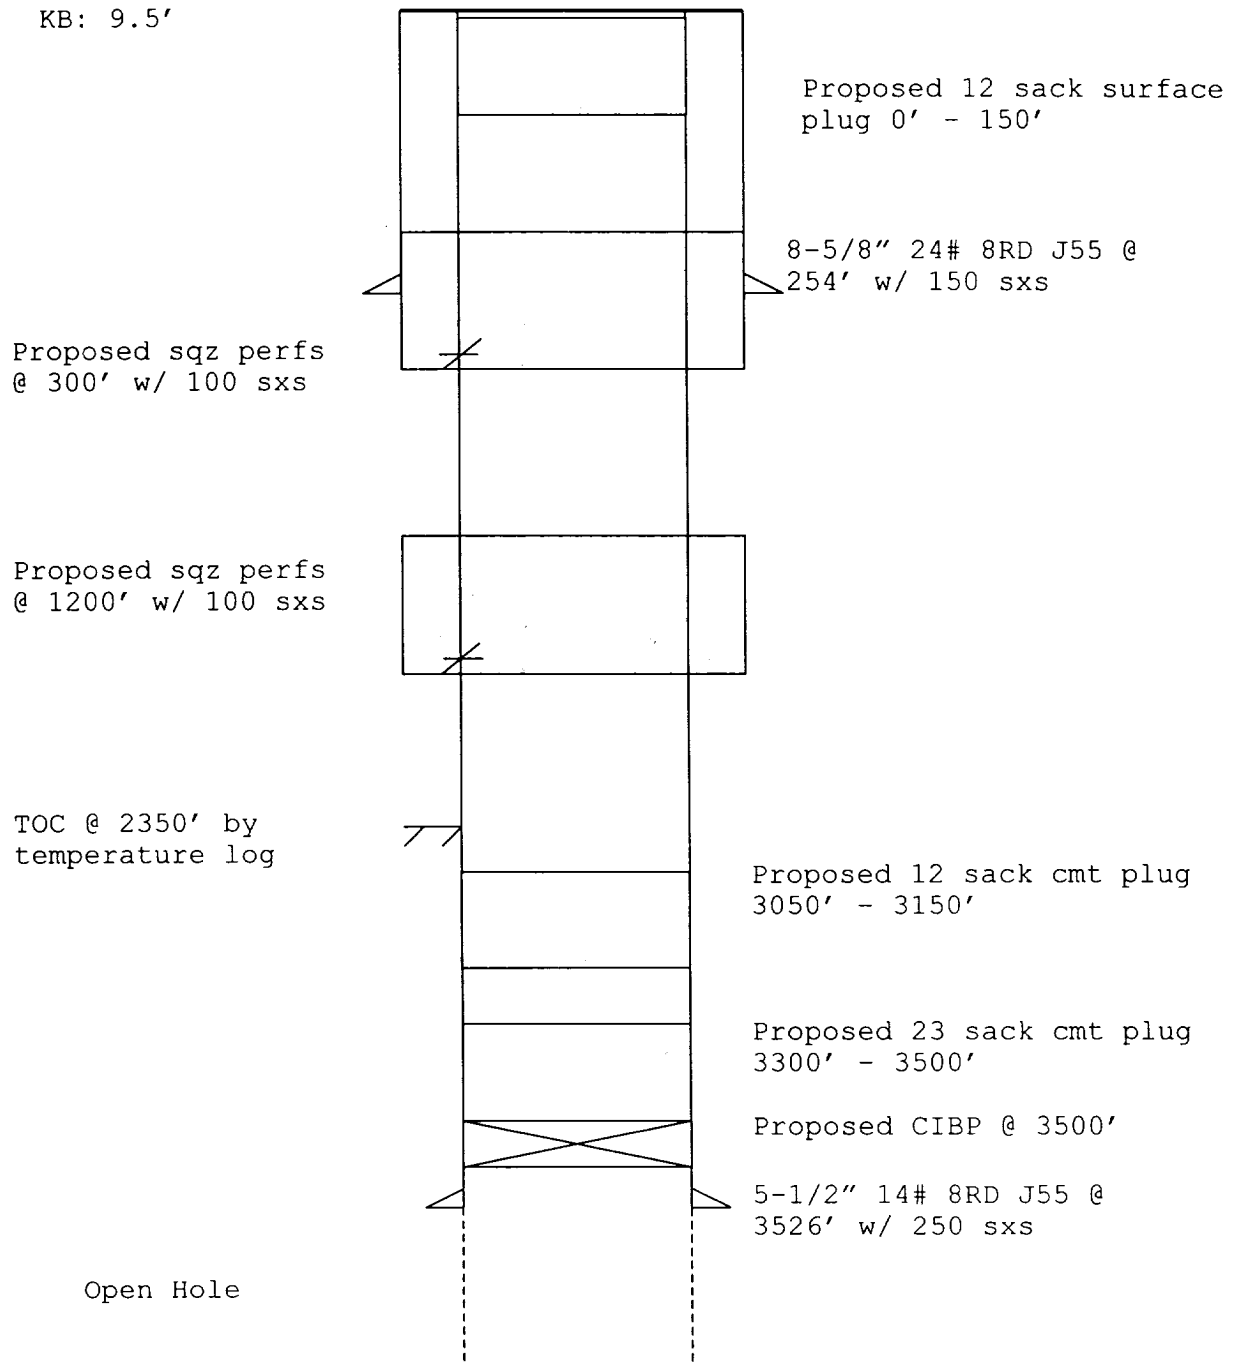 KB: 9.5′
Proposed 12 sack surface
plug 0′ - 150′
8-5/8″ 24# 8RD J55 @
254′ w/ 150 sxs
Proposed sqz perfs
@ 300′ w/ 100 sxs
Proposed sqz perfs
@ 1200′ w/ 100 sxs
TOC @ 2350′ by
temperature log
Proposed 12 sack cmt plug
3050′ - 3150′
Proposed 23 sack cmt plug
3300′ - 3500′
Proposed CIBP @ 3500′
5-1/2″ 14# 8RD J55 @
3526′ w/ 250 sxs
Open Hole